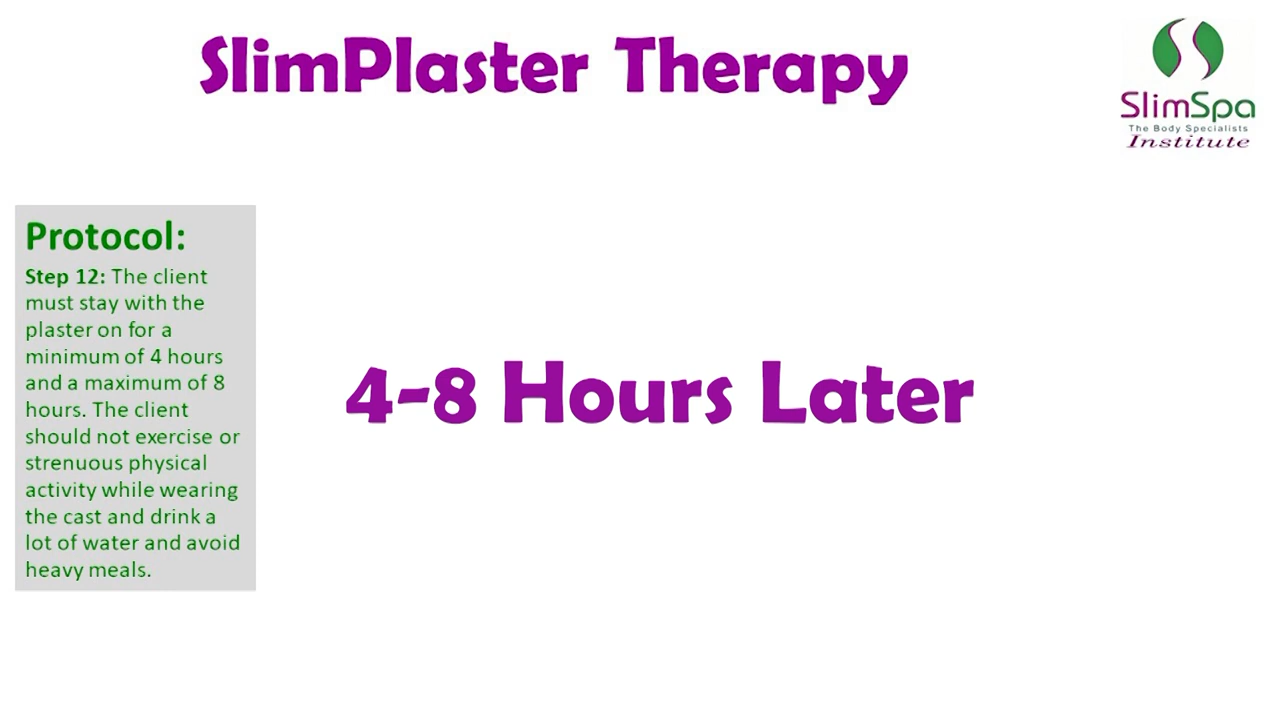 SlimPlaster Therapy
SlimSpa
The Body Specialists
Institute
Protocol:
Step 12: The client
must stay with the
plaster on for a
minimum of 4 hours
and a maximum of 8
hours. The client
should not exercise or
strenuous physical
activity while wearing
the cast and drink a
lot of water and avoid
heavy meals.
4-8 Hours Later